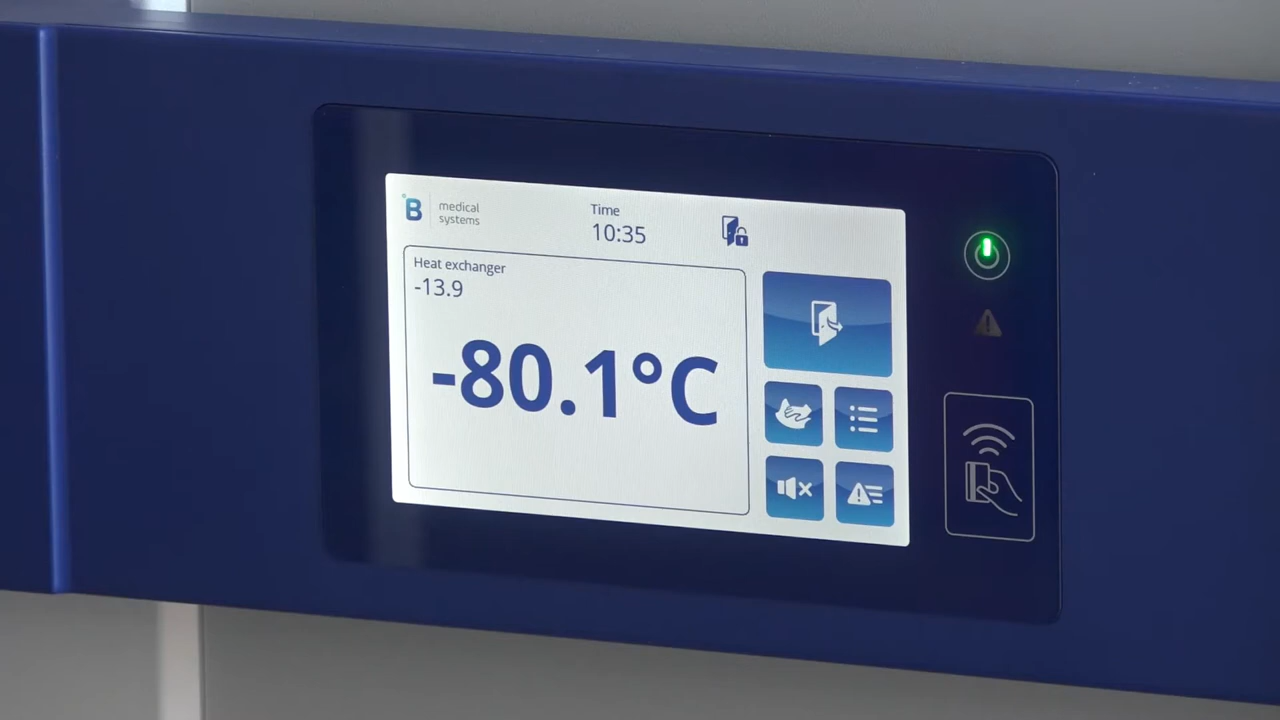 B medical
systems
Time
10:35
Heat exchanger
-13.9
-80.1°C